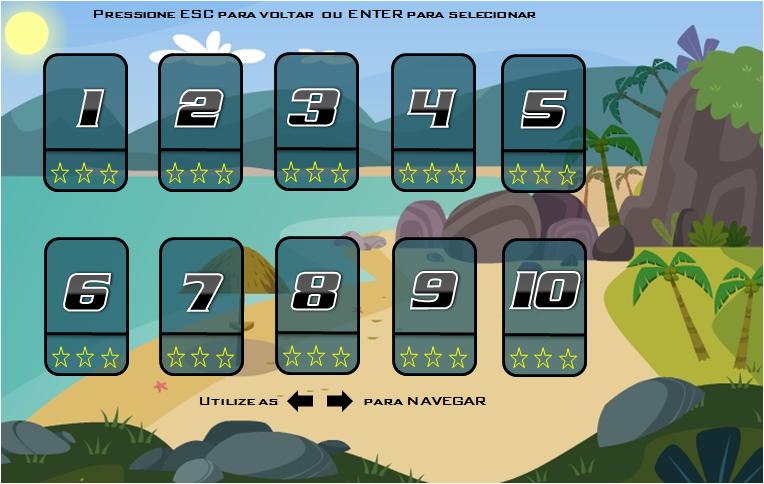 Pressione ESC para voltar ou ENTER para selecionar
1 2 3 4 5
6 7 8 9 10
Utilize as para NAVEGAR